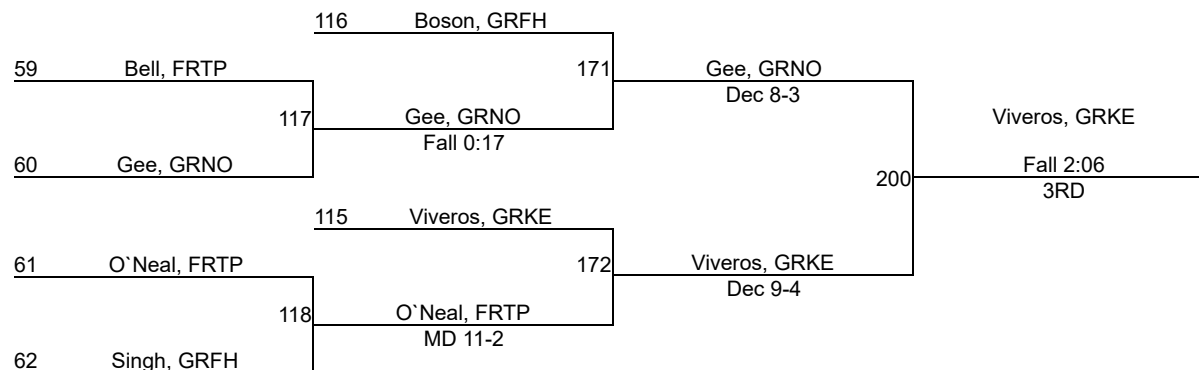 116 Boson, GRFH
59 Bell, FRTP
171 Gee, GRNO
Dec 8-3
117 Gee, GRNO
Fall 0:17
Viveros, GRKE
60 Gee, GRNO
Fall 2:06
200
3RD
115 Viveros, GRKE
61 O`Neal, FRTP
172 Viveros, GRKE
Dec 9-4
118 O`Neal, FRTP
MD 11-2
62 Singh, GRFH